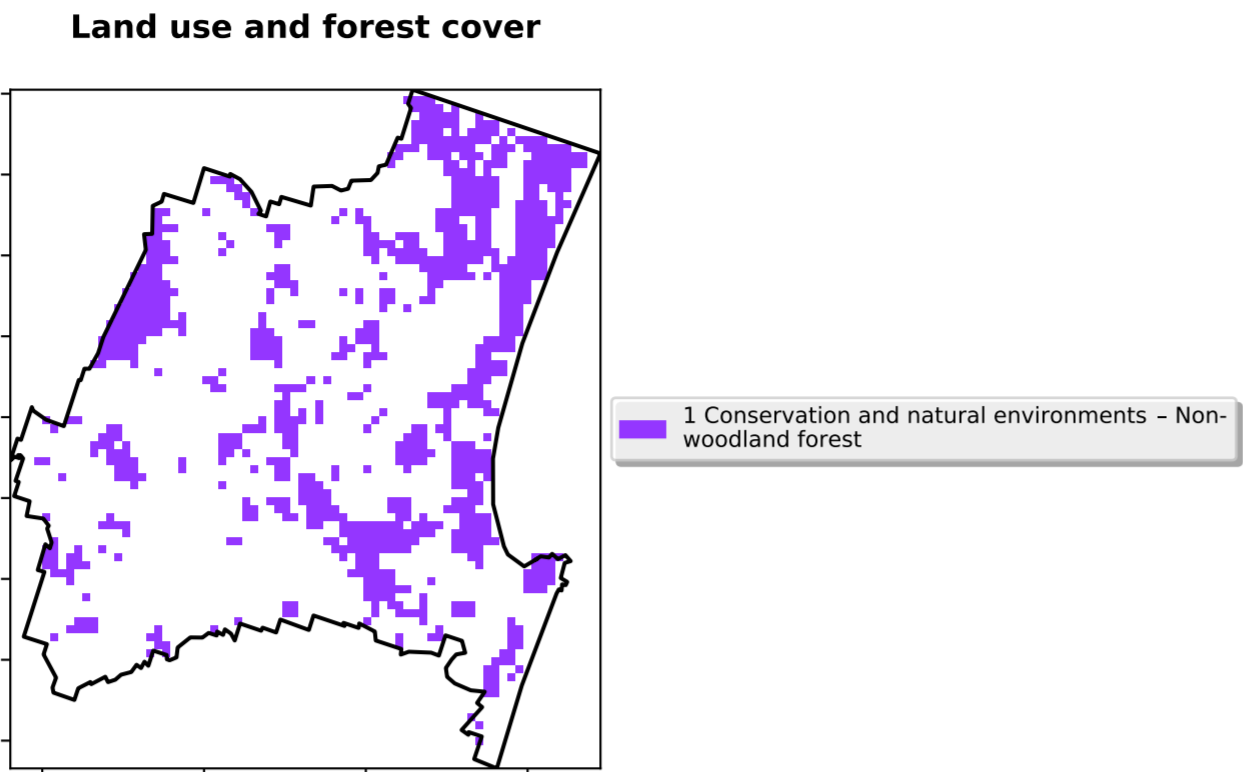 Land use and forest cover
1 Conservation and natural environments – Non-
woodland forest